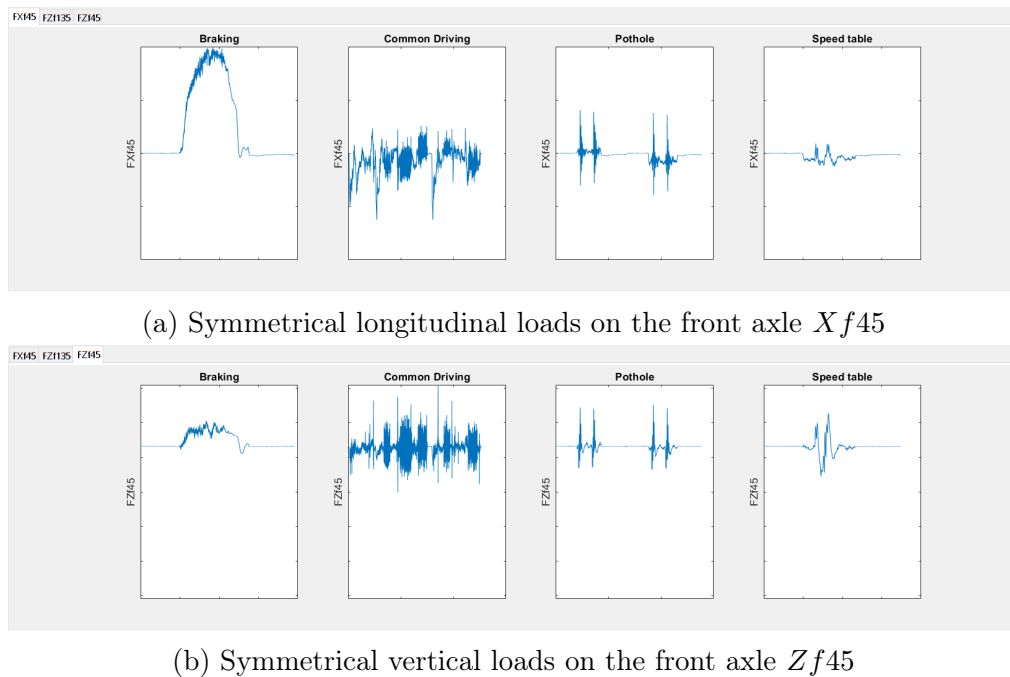 FXf45 FZf135 FZf45
Braking Common Driving Pothole Speed table
FXf45 FXf45 FXf45 FXf45
(a) Symmetrical longitudinal loads on the front axle Xf45
FXf45 FZf135 FZf45
Braking Common Driving Pothole Speed table
FZf45 FZf45 FZf45 FZf45
(b) Symmetrical vertical loads on the front axle Zf45